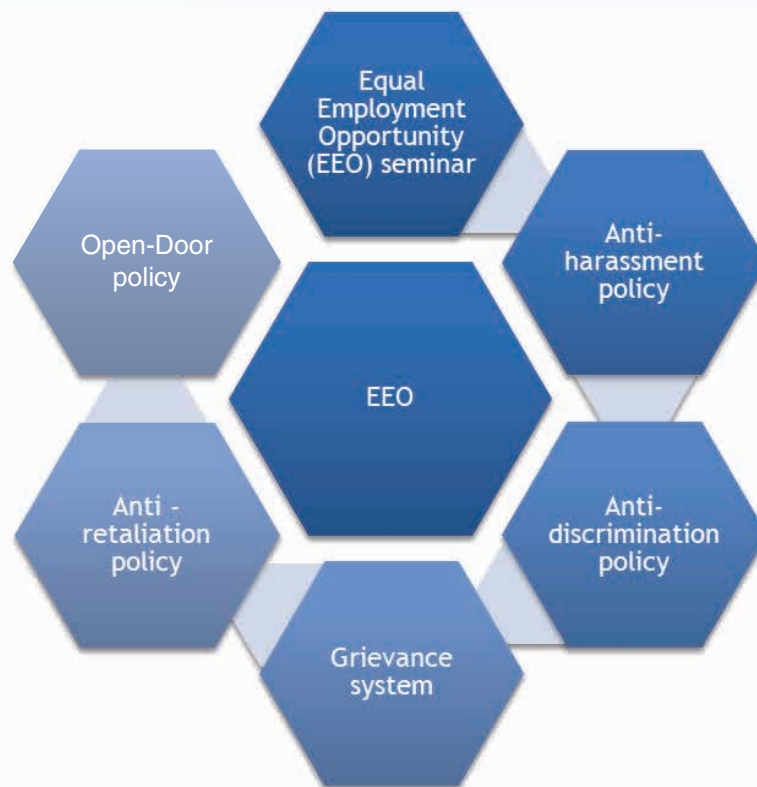 Equal
Employment
Opportunity
(EEO) seminar
Anti-
harassment
policy
Anti-
discrimination
policy
Grievance
system
Anti -
retaliation
policy
Open-Door
policy
EEO